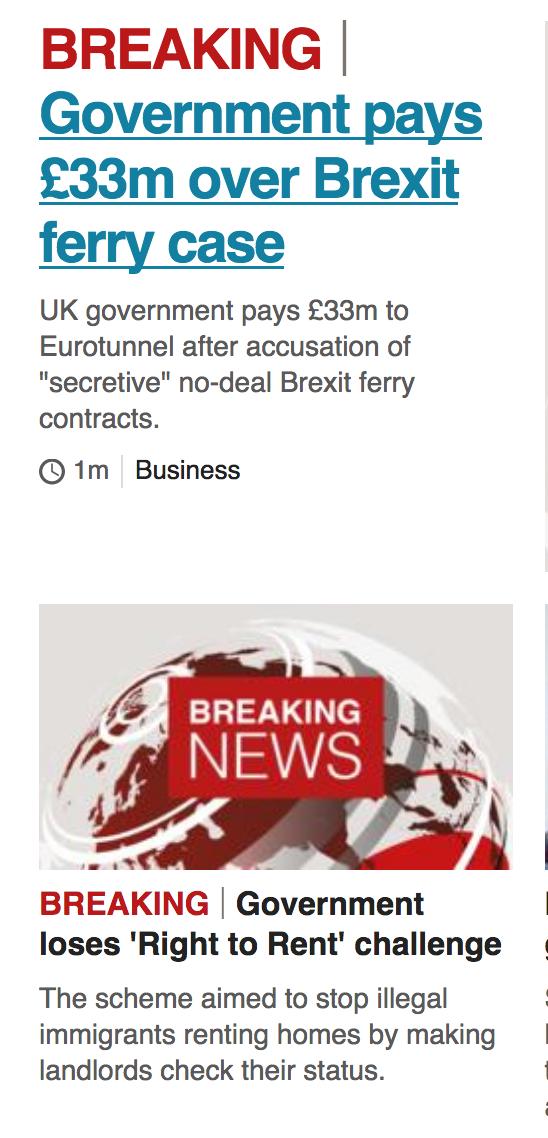 BREAKING
Government pays
£33m over Brexit
ferry case
UK government pays £33m to
Eurotunnel after accusation of
"secretive" no-deal Brexit ferry
contracts.
1m Business
BREAKING
NEWS
BREAKING Government
loses 'Right to Rent' challenge
The scheme aimed to stop illegal
immigrants renting homes by making
landlords check their status.